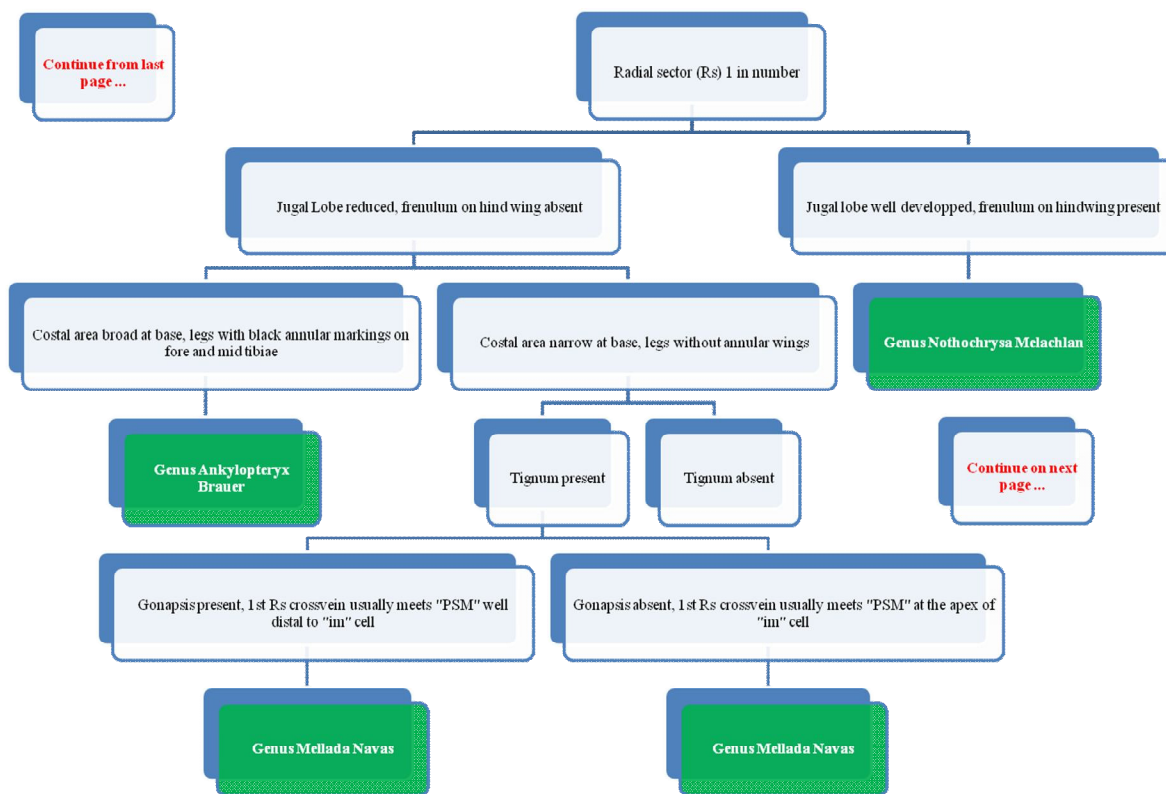 Continue from last
page ...
Radial sector (Rs) 1 in number
Jugal Lobe reduced, frenulum on hind wing absent
Jugal lobe well developped, frenulum on hindwing present
Costal area broad at base, legs with black annular markings on
fore and mid tibiae
Costal area narrow at base, legs without annular wings
Genus Nothochrysa Melachlan
Genus Ankylopteryx
Brauer
Tignum present
Tignum absent
Continue on next
page ...
Gonapsis present, 1st Rs crossvein usually meets "PSM" well
distal to "im" cell
Gonapsis absent, 1st Rs crossvein usually meets "PSM" at the apex of
"im" cell
Genus Mellada Navas
Genus Mellada Navas